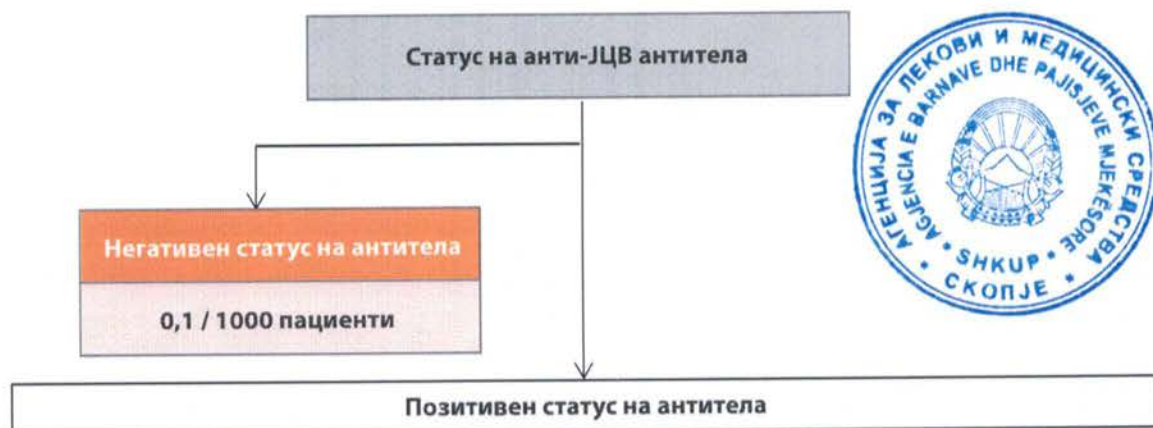 Статус на анти-ЈЦВ антитела
АГЕНЦИЈА ЗА ЛЕКОВИ И МЕДИЦИНСКИ СРЕДСТВА
AGJENCIA E BARNAVE DHE PAJISJEVE MJEKËSORE
SHKUP
СКОПЈЕ
Негативен статус на антитела
0,1 / 1000 пациенти
Позитивен статус на антитела